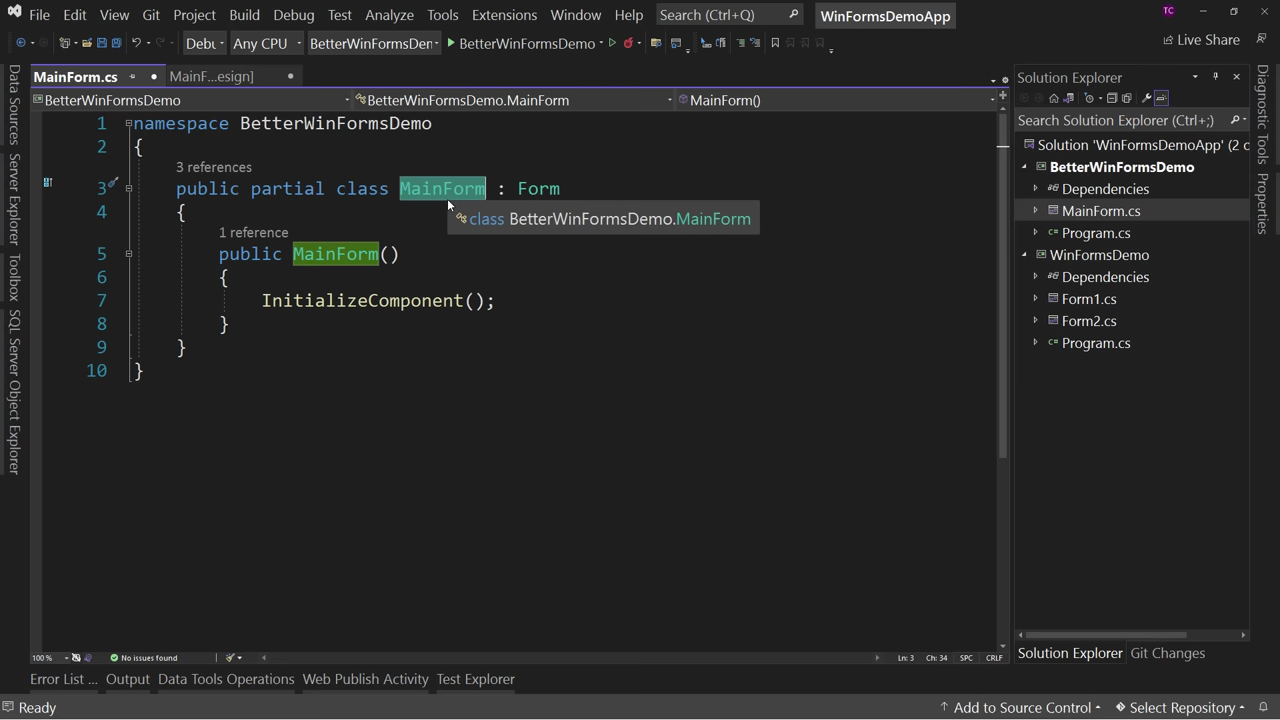 File Edit View Git Project Build Debug Test Analyze Tools Extensions Window Help Search (Ctrl+Q) WinFormsDemoApp TC
Debu Any CPU BetterWinFormsDer BetterWinFormsDemo Live Share
MainForm.cs MainF...esign]
BetterWinFormsDemo BetterWinFormsDemo.MainForm MainForm()
1 namespace BetterWinFormsDemo
2 {
3 references
3 public partial class MainForm : Form
4 {
class BetterWinFormsDemo.MainForm
1 reference
5 public MainForm()
6 {
7 InitializeComponent();
8 }
9 }
10 }
100 % No issues found Ln: 3 Ch: 34 SPC CRLF
Data Sources
Server Explorer
Toolbox
SQL Server Object Explorer
Solution Explorer
Search Solution Explorer (Ctrl+;)
Solution 'WinFormsDemoApp' (2 o
BetterWinFormsDemo
Dependencies
MainForm.cs
C# Program.cs
WinFormsDemo
Dependencies
Form1.cs
Form2.cs
C# Program.cs
Solution Explorer Git Changes
Diagnostic Tools
Properties
Error List ... Output Data Tools Operations Web Publish Activity Test Explorer
Ready Add to Source Control Select Repository